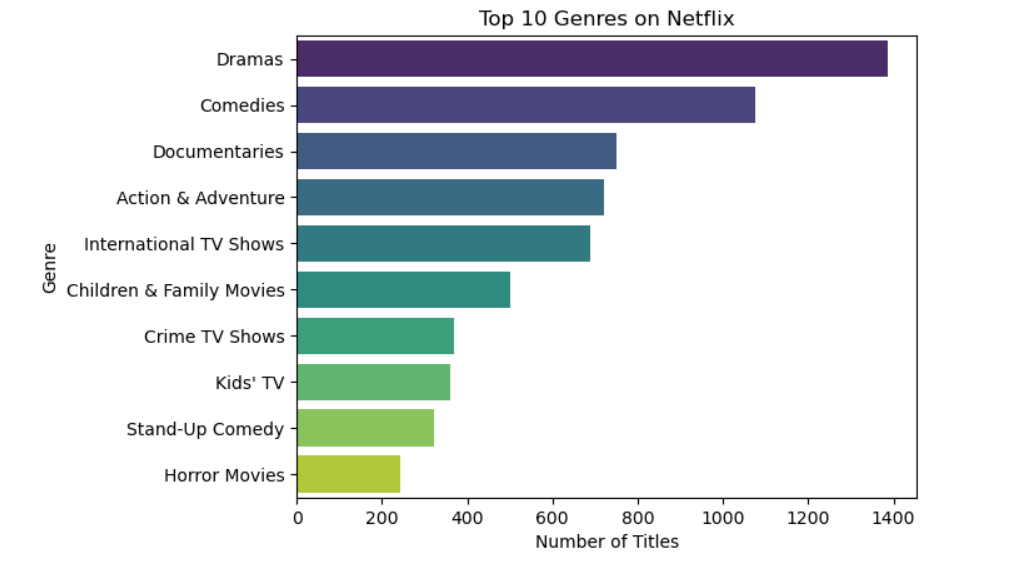 Top 10 Genres on Netflix
Genre
Dramas
Comedies
Documentaries
Action & Adventure
International TV Shows
Children & Family Movies
Crime TV Shows
Kids' TV
Stand-Up Comedy
Horror Movies
0 200 400 600 800 1000 1200 1400
Number of Titles